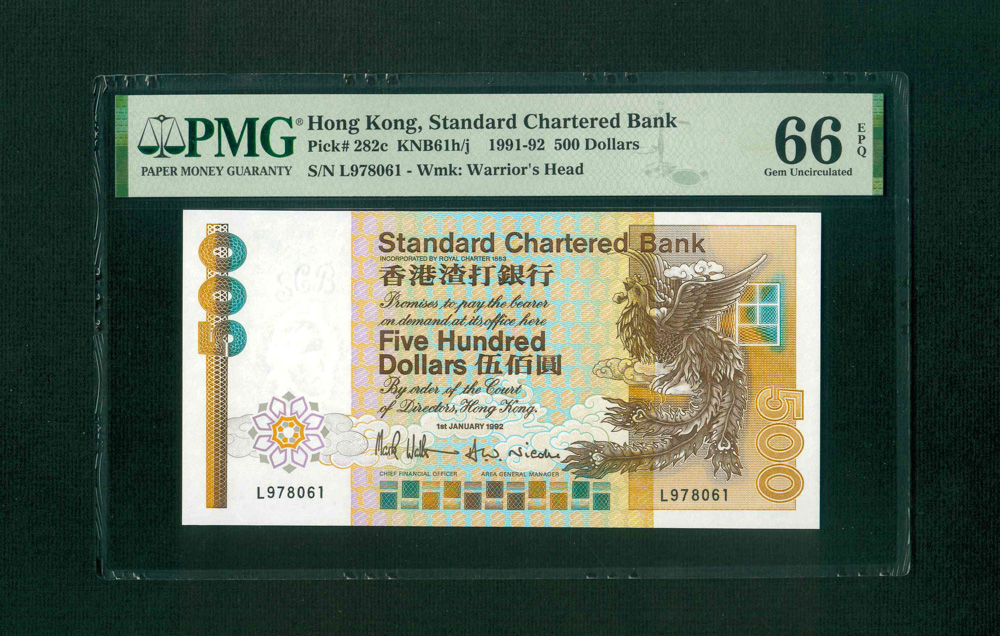 PMG®
PAPER MONEY GUARANTY
Hong Kong, Standard Chartered Bank
Pick# 282c KNB61h/j 1991-92 500 Dollars
S/N L978061 - Wmk: Warrior's Head
66 EPQ
Gem Uncirculated
500
SCB
Standard Chartered Bank
INCORPORATED BY ROYAL CHARTER 1853
香港渣打銀行
Promises to pay the bearer
on demand at its office here
Five Hundred
Dollars 伍佰圓
By order of the Court
of Directors, Hong Kong.
1st JANUARY 1992
CHIEF FINANCIAL OFFICER AREA GENERAL MANAGER
L978061
L978061
500